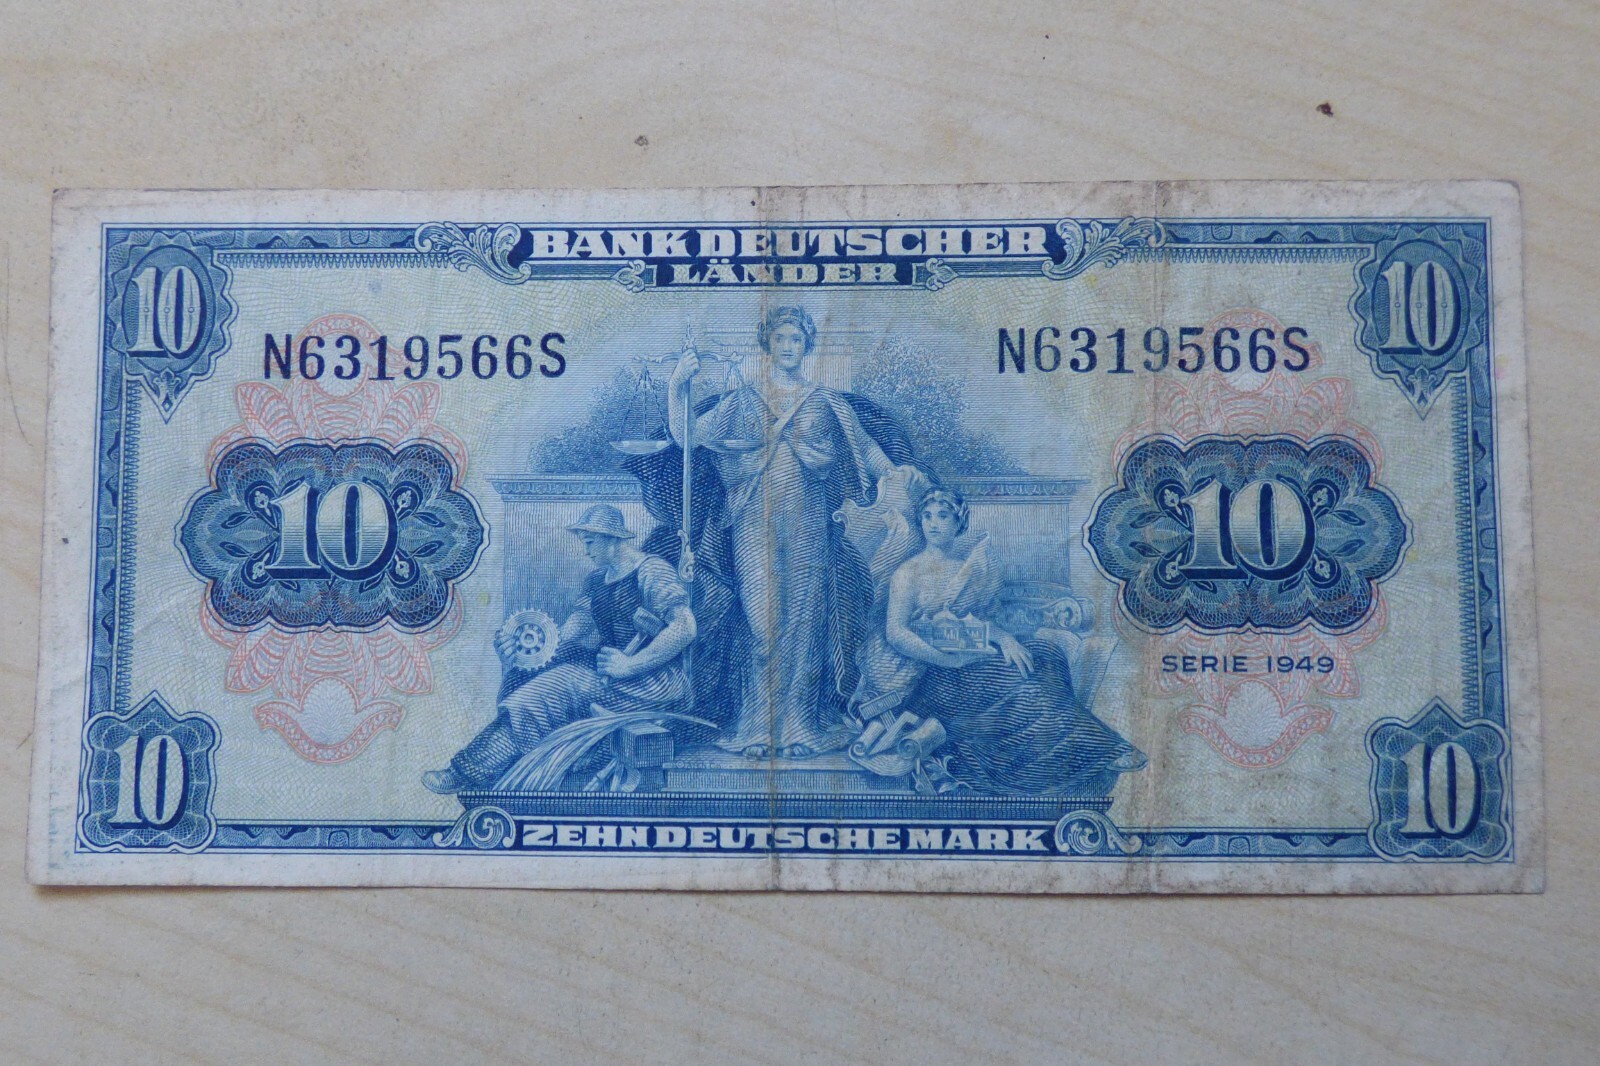 BANK DEUTSCHER
LÄNDER
10 10
N6319566S N6319566S
10 10
SERIE 1949
10 10
ZEHN DEUTSCHE MARK